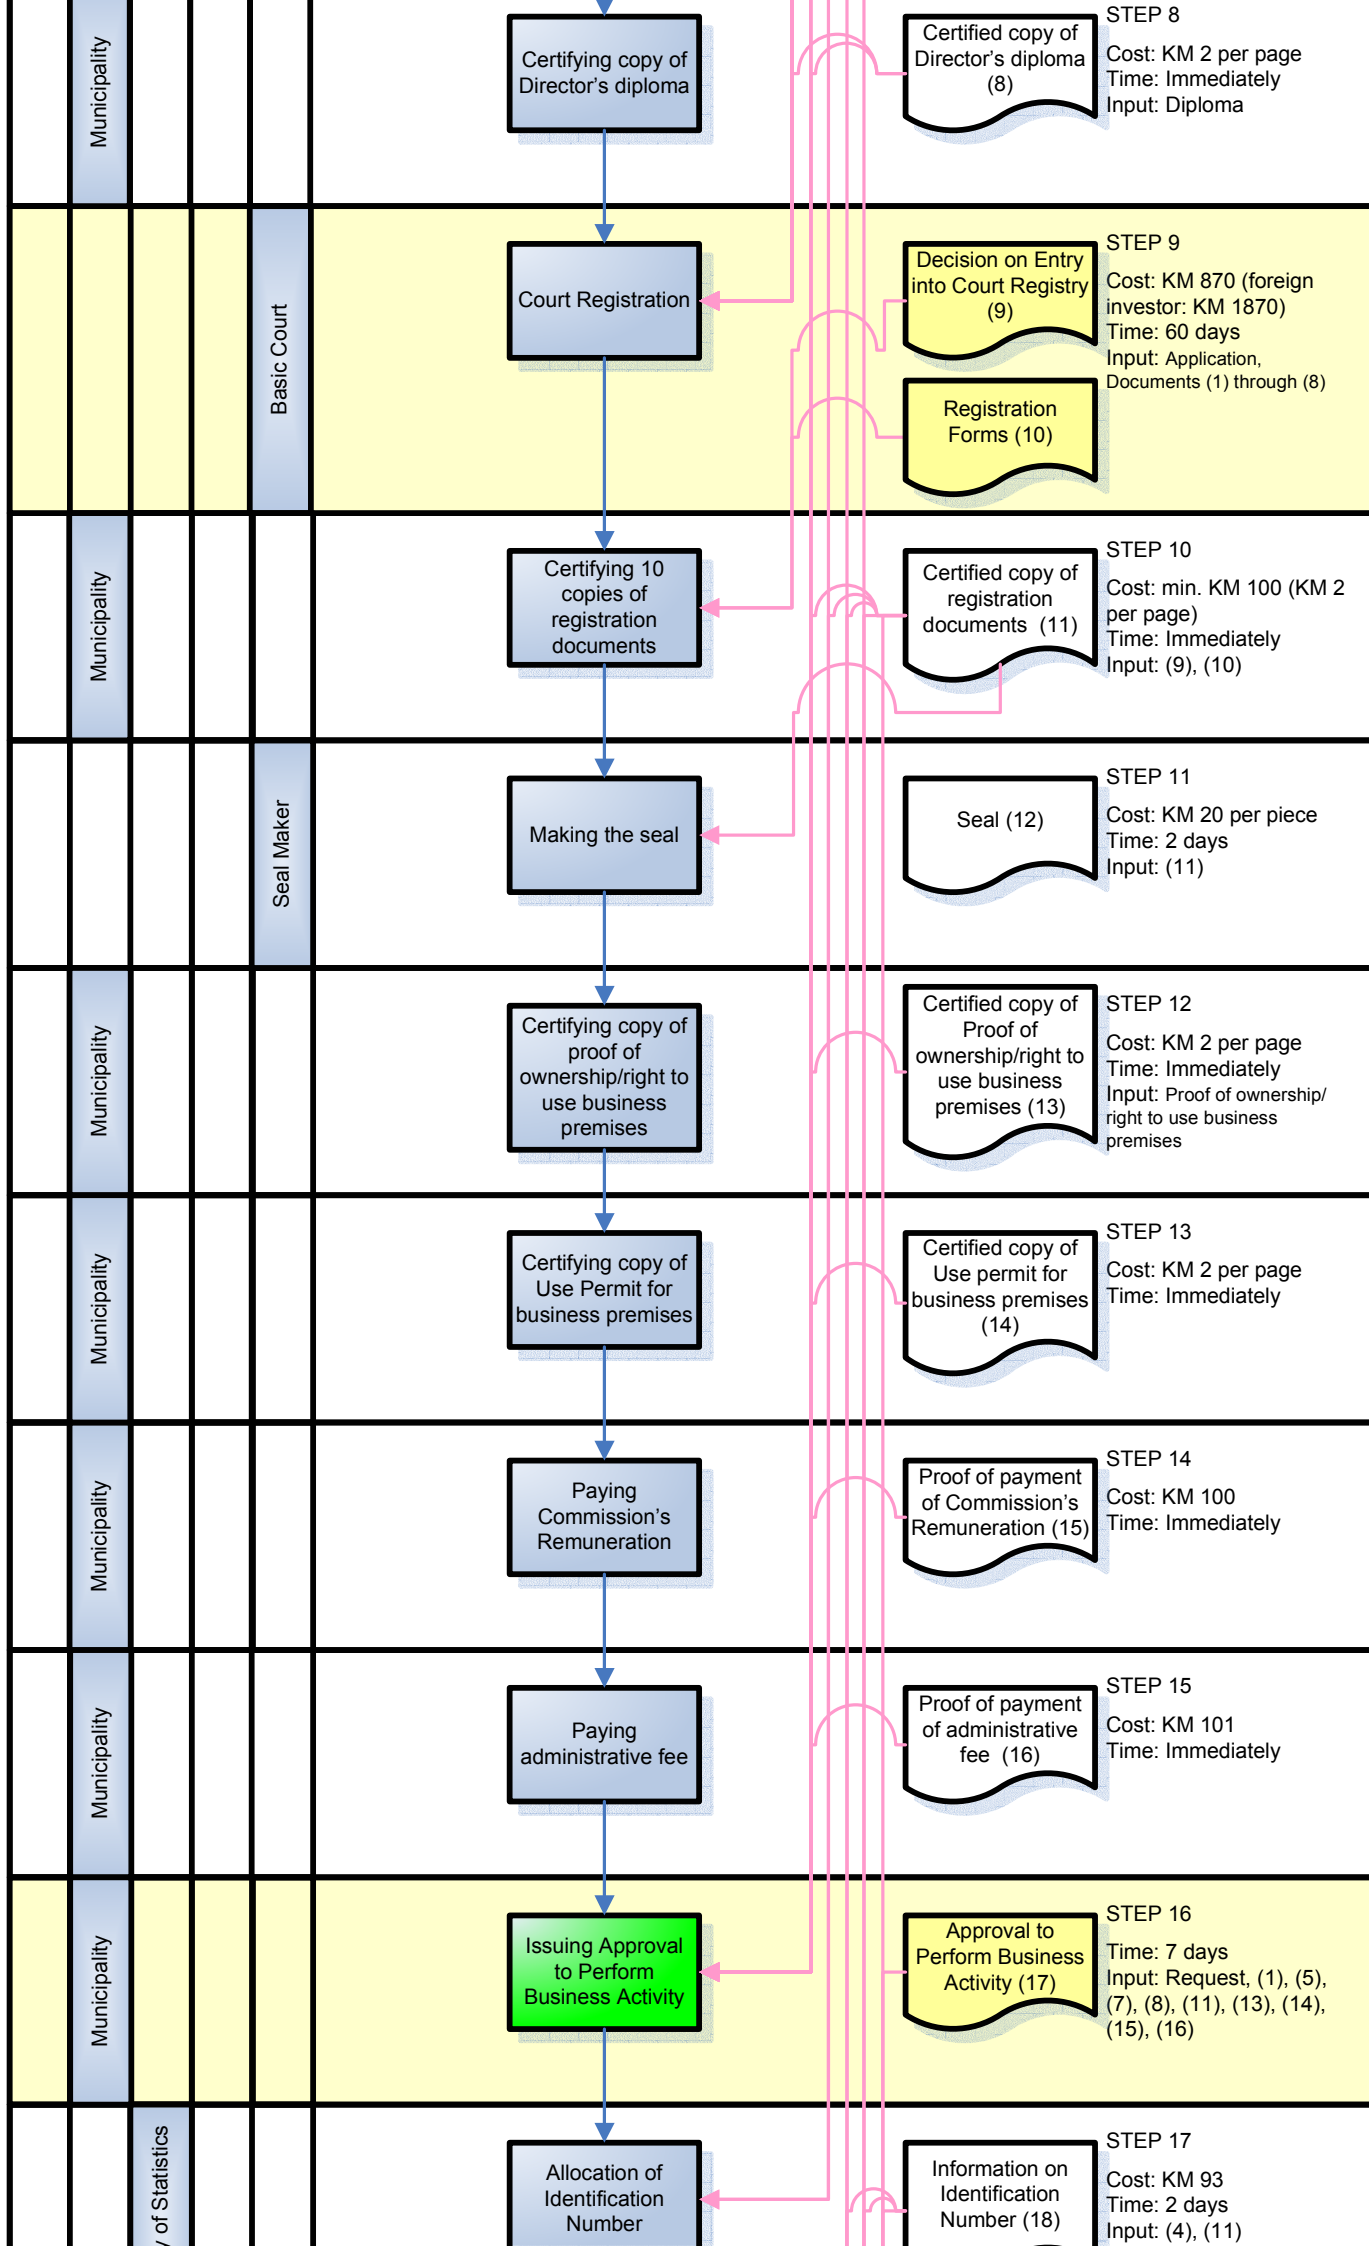 Municipality
Certifying copy of
Director's diploma
Certified copy of
Director's diploma
(8)
STEP 8
Cost: KM 2 per page
Time: Immediately
Input: Diploma
Basic Court
Court Registration
Decision on Entry
into Court Registry
(9)
Registration
Forms (10)
STEP 9
Cost: KM 870 (foreign
investor: KM 1870)
Time: 60 days
Input: Application,
Documents (1) through (8)
Municipality
Certifying 10
copies of
registration
documents
Certified copy of
registration
documents (11)
STEP 10
Cost: min. KM 100 (KM 2
per page)
Time: Immediately
Input: (9), (10)
Seal Maker
Making the seal
Seal (12)
STEP 11
Cost: KM 20 per piece
Time: 2 days
Input: (11)
Municipality
Certifying copy of
proof of
ownership/right to
use business
premises
Certified copy of
Proof of
ownership/right to
use business
premises (13)
STEP 12
Cost: KM 2 per page
Time: Immediately
Input: Proof of ownership/
right to use business
premises
Municipality
Certifying copy of
Use Permit for
business premises
Certified copy of
Use permit for
business premises
(14)
STEP 13
Cost: KM 2 per page
Time: Immediately
Municipality
Paying
Commission's
Remuneration
Proof of payment
of Commission's
Remuneration (15)
STEP 14
Cost: KM 100
Time: Immediately
Municipality
Paying
administrative fee
Proof of payment
of administrative
fee (16)
STEP 15
Cost: KM 101
Time: Immediately
Municipality
Issuing Approval
to Perform
Business Activity
Approval to
Perform Business
Activity (17)
STEP 16
Time: 7 days
Input: Request, (1), (5),
(7), (8), (11), (13), (14),
(15), (16)
of Statistics
Allocation of
Identification
Number
Information on
Identification
Number (18)
STEP 17
Cost: KM 93
Time: 2 days
Input: (4), (11)